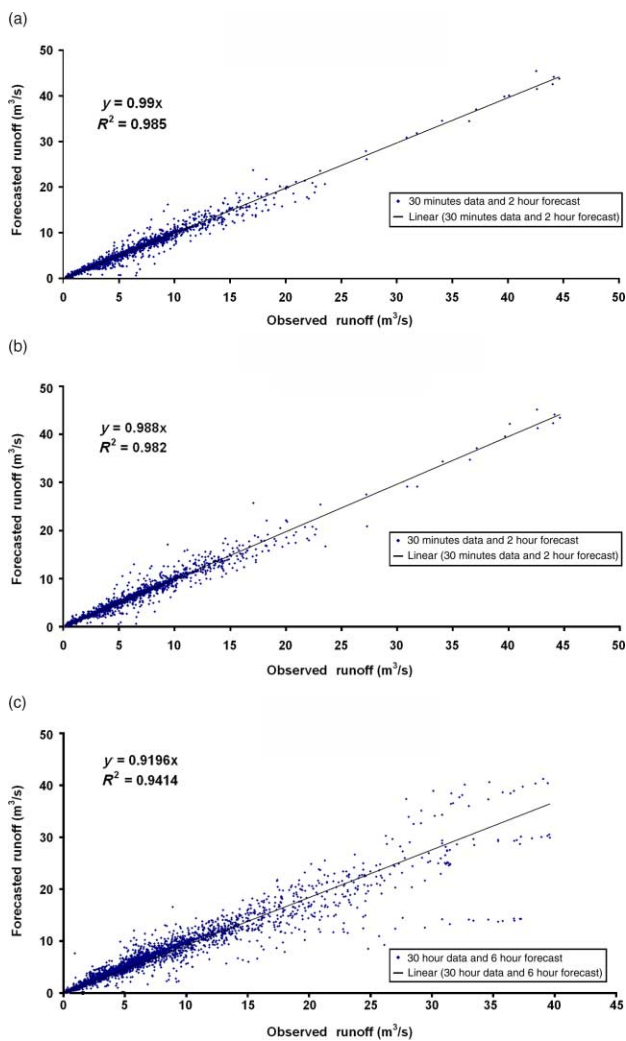 (a)
50
y = 0.99x
R² = 0.985
40
30
20
10
0
Forecasted runoff (m³/s)
30 minutes data and 2 hour forecast
Linear (30 minutes data and 2 hour forecast)
0 5 10 15 20 25 30 35 40 45 50
Observed runoff (m³/s)
(b)
50
y = 0.988x
R² = 0.982
40
30
20
10
0
Forecasted runoff (m³/s)
30 minutes data and 2 hour forecast
Linear (30 minutes data and 2 hour forecast)
0 5 10 15 20 25 30 35 40 45 50
Observed runoff (m³/s)
(c)
50
y = 0.9196x
R² = 0.9414
40
30
20
10
0
Forecasted runoff (m³/s)
30 hour data and 6 hour forecast
Linear (30 hour data and 6 hour forecast)
0 5 10 15 20 25 30 35 40 45
Observed runoff (m³/s)